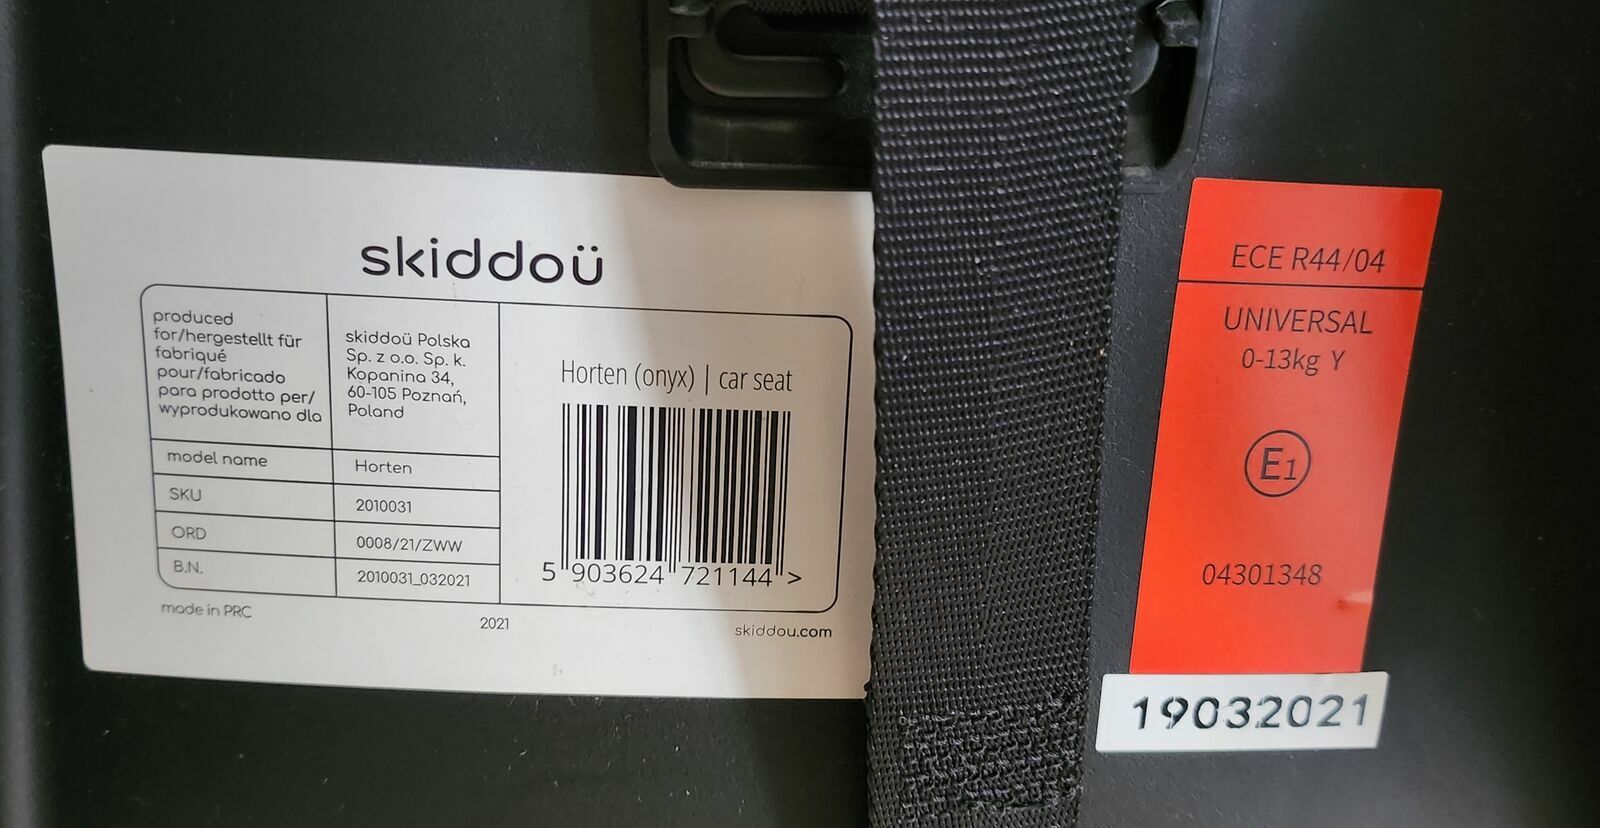 skiddoü
produced
for/hergestellt für
fabriqué
pour/fabricado
para prodotto per/
wyprodukowano dla
skiddoü Polska
Sp. z o.o. Sp. k.
Kopanina 34,
60-105 Poznań,
Poland
model name
Horten
SKU
2010031
ORD
0008/21/ZWW
B.N.
2010031_032021
Horten (onyx) | car seat
5 903624 721144 >
made in PRC
2021
skiddou.com
ECE R44/04
UNIVERSAL
0-13kg Y
E1
04301348
19032021